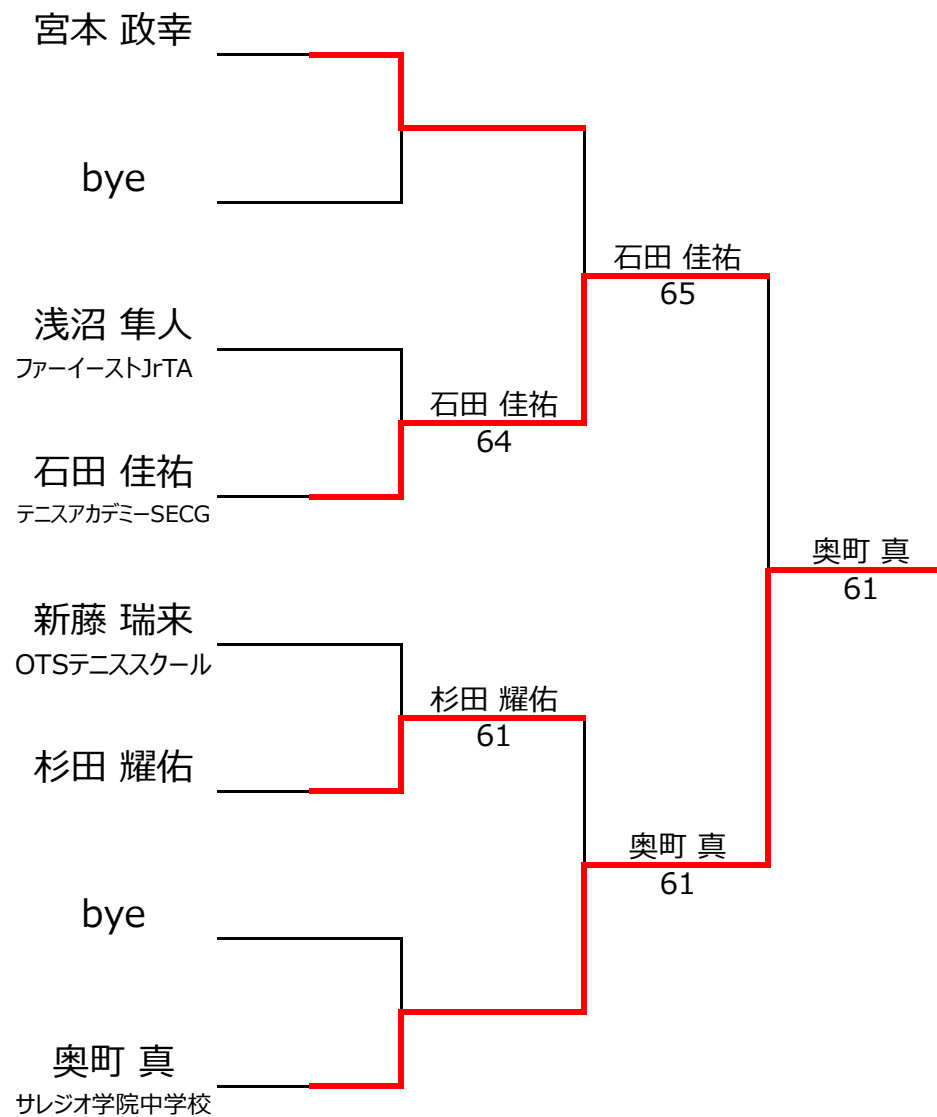 宮本 政幸
bye
石田 佳祐
65
浅沼 隼人
ファーイーストJrTA
石田 佳祐
64
石田 佳祐
テニスアカデミーSECG
奥町 真
61
新藤 瑞来
OTSテニススクール
杉田 耀佑
61
杉田 耀佑
奥町 真
61
bye
奥町 真
サレジオ学院中学校